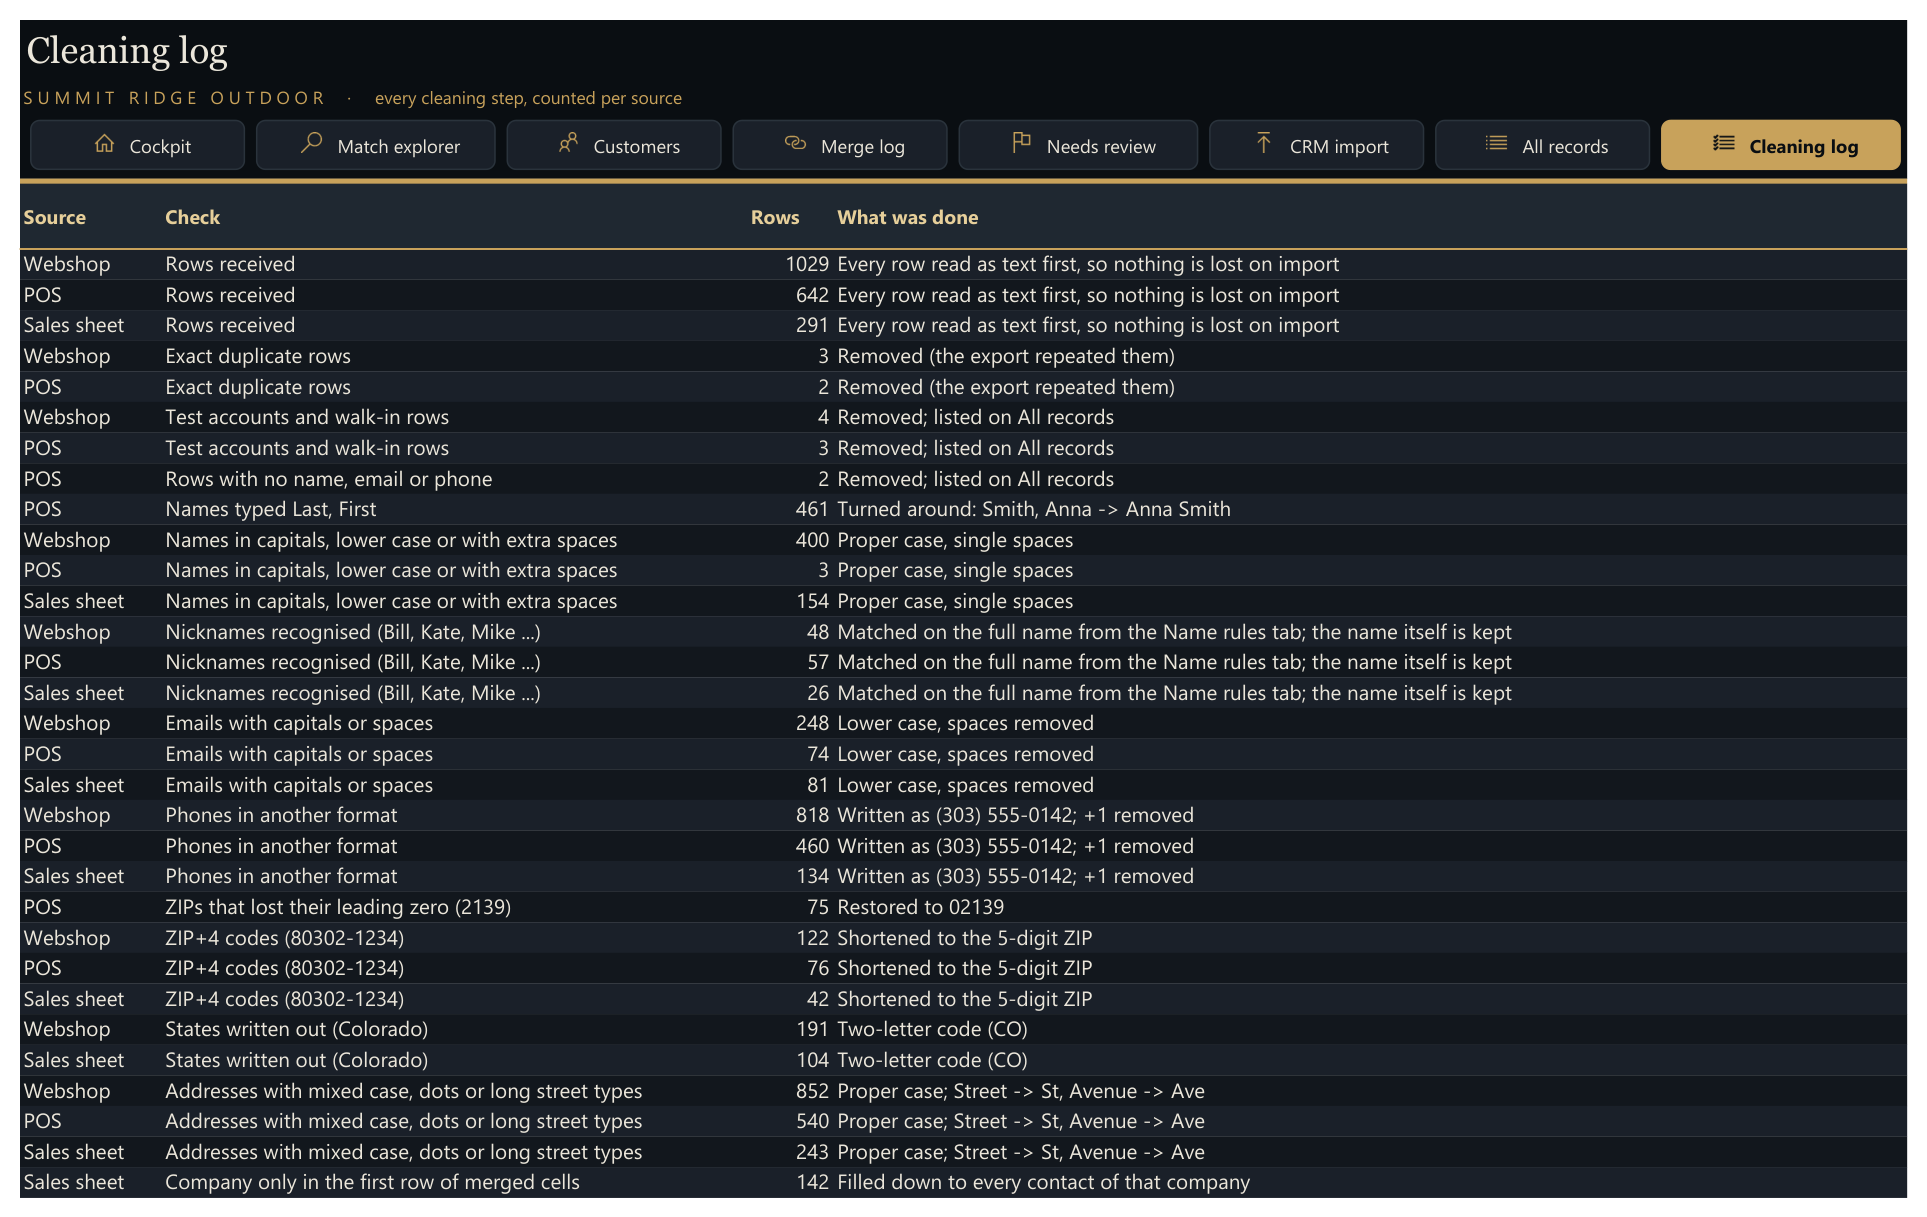 Cleaning log
SUMMIT RIDGE OUTDOOR · every cleaning step, counted per source
Cockpit Match explorer Customers Merge log Needs review CRM import All records Cleaning log
Source Check Rows What was done
Webshop Rows received 1029 Every row read as text first, so nothing is lost on import
POS Rows received 642 Every row read as text first, so nothing is lost on import
Sales sheet Rows received 291 Every row read as text first, so nothing is lost on import
Webshop Exact duplicate rows 3 Removed (the export repeated them)
POS Exact duplicate rows 2 Removed (the export repeated them)
Webshop Test accounts and walk-in rows 4 Removed; listed on All records
POS Test accounts and walk-in rows 3 Removed; listed on All records
POS Rows with no name, email or phone 2 Removed; listed on All records
POS Names typed Last, First 461 Turned around: Smith, Anna -> Anna Smith
Webshop Names in capitals, lower case or with extra spaces 400 Proper case, single spaces
POS Names in capitals, lower case or with extra spaces 3 Proper case, single spaces
Sales sheet Names in capitals, lower case or with extra spaces 154 Proper case, single spaces
Webshop Nicknames recognised (Bill, Kate, Mike ...) 48 Matched on the full name from the Name rules tab; the name itself is kept
POS Nicknames recognised (Bill, Kate, Mike ...) 57 Matched on the full name from the Name rules tab; the name itself is kept
Sales sheet Nicknames recognised (Bill, Kate, Mike ...) 26 Matched on the full name from the Name rules tab; the name itself is kept
Webshop Emails with capitals or spaces 248 Lower case, spaces removed
POS Emails with capitals or spaces 74 Lower case, spaces removed
Sales sheet Emails with capitals or spaces 81 Lower case, spaces removed
Webshop Phones in another format 818 Written as (303) 555-0142; +1 removed
POS Phones in another format 460 Written as (303) 555-0142; +1 removed
Sales sheet Phones in another format 134 Written as (303) 555-0142; +1 removed
POS ZIPs that lost their leading zero (2139) 75 Restored to 02139
Webshop ZIP+4 codes (80302-1234) 122 Shortened to the 5-digit ZIP
POS ZIP+4 codes (80302-1234) 76 Shortened to the 5-digit ZIP
Sales sheet ZIP+4 codes (80302-1234) 42 Shortened to the 5-digit ZIP
Webshop States written out (Colorado) 191 Two-letter code (CO)
Sales sheet States written out (Colorado) 104 Two-letter code (CO)
Webshop Addresses with mixed case, dots or long street types 852 Proper case; Street -> St, Avenue -> Ave
POS Addresses with mixed case, dots or long street types 540 Proper case; Street -> St, Avenue -> Ave
Sales sheet Addresses with mixed case, dots or long street types 243 Proper case; Street -> St, Avenue -> Ave
Sales sheet Company only in the first row of merged cells 142 Filled down to every contact of that company